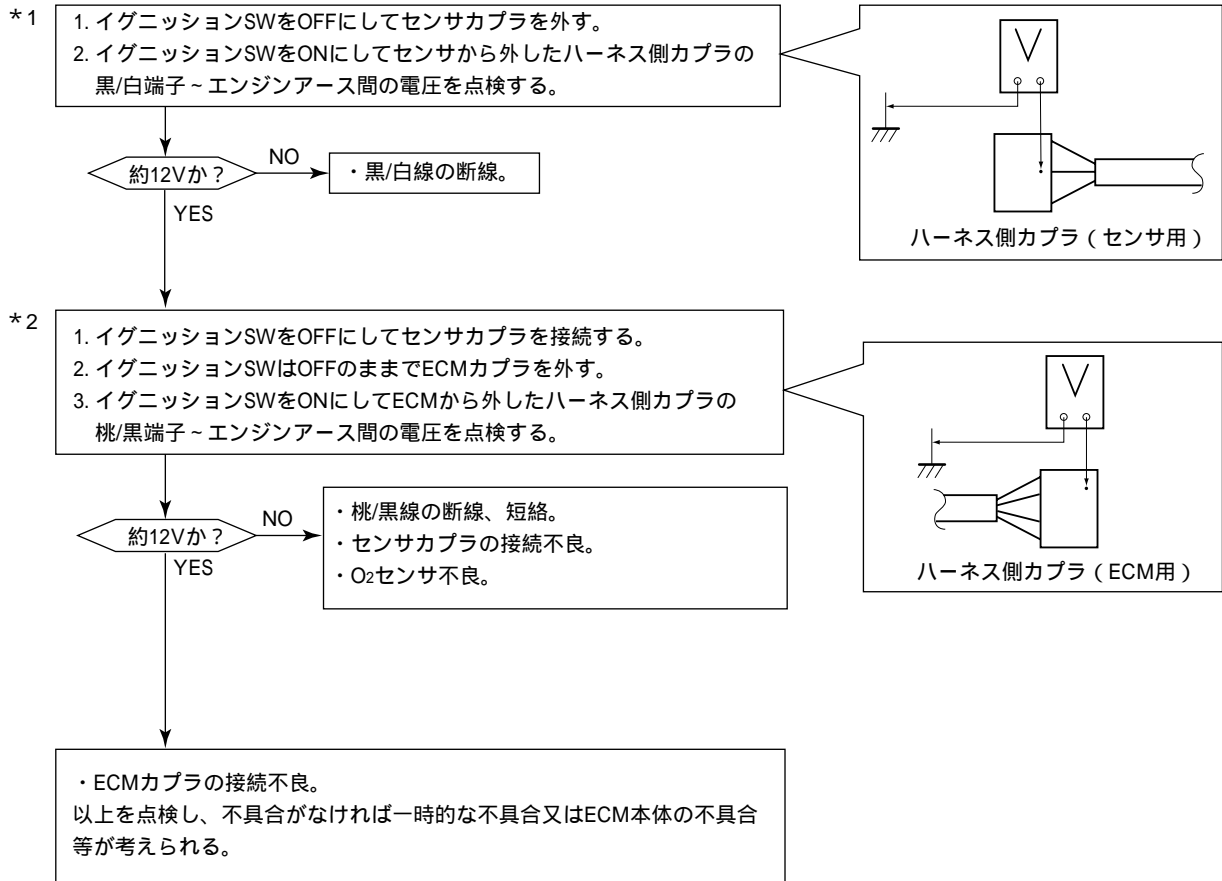 *1
1. イグニッションSWをOFFにしてセンサカプラを外す。
2. イグニッションSWをONにしてセンサから外したハーネス側カプラの
黒/白端子~エンジンアース間の電圧を点検する。
V
ハーネス側カプラ(センサ用)
約12Vか?
NO
・黒/白線の断線。
YES
*2
1. イグニッションSWをOFFにしてセンサカプラを接続する。
2. イグニッションSWはOFFのままでECMカプラを外す。
3. イグニッションSWをONにしてECMから外したハーネス側カプラの
桃/黒端子~エンジンアース間の電圧を点検する。
V
ハーネス側カプラ(ECM用)
約12Vか?
NO
・桃/黒線の断線、短絡。
・センサカプラの接続不良。
・O2センサ不良。
YES
・ECMカプラの接続不良。
以上を点検し、不具合がなければ一時的な不具合又はECM本体の不具合
等が考えられる。